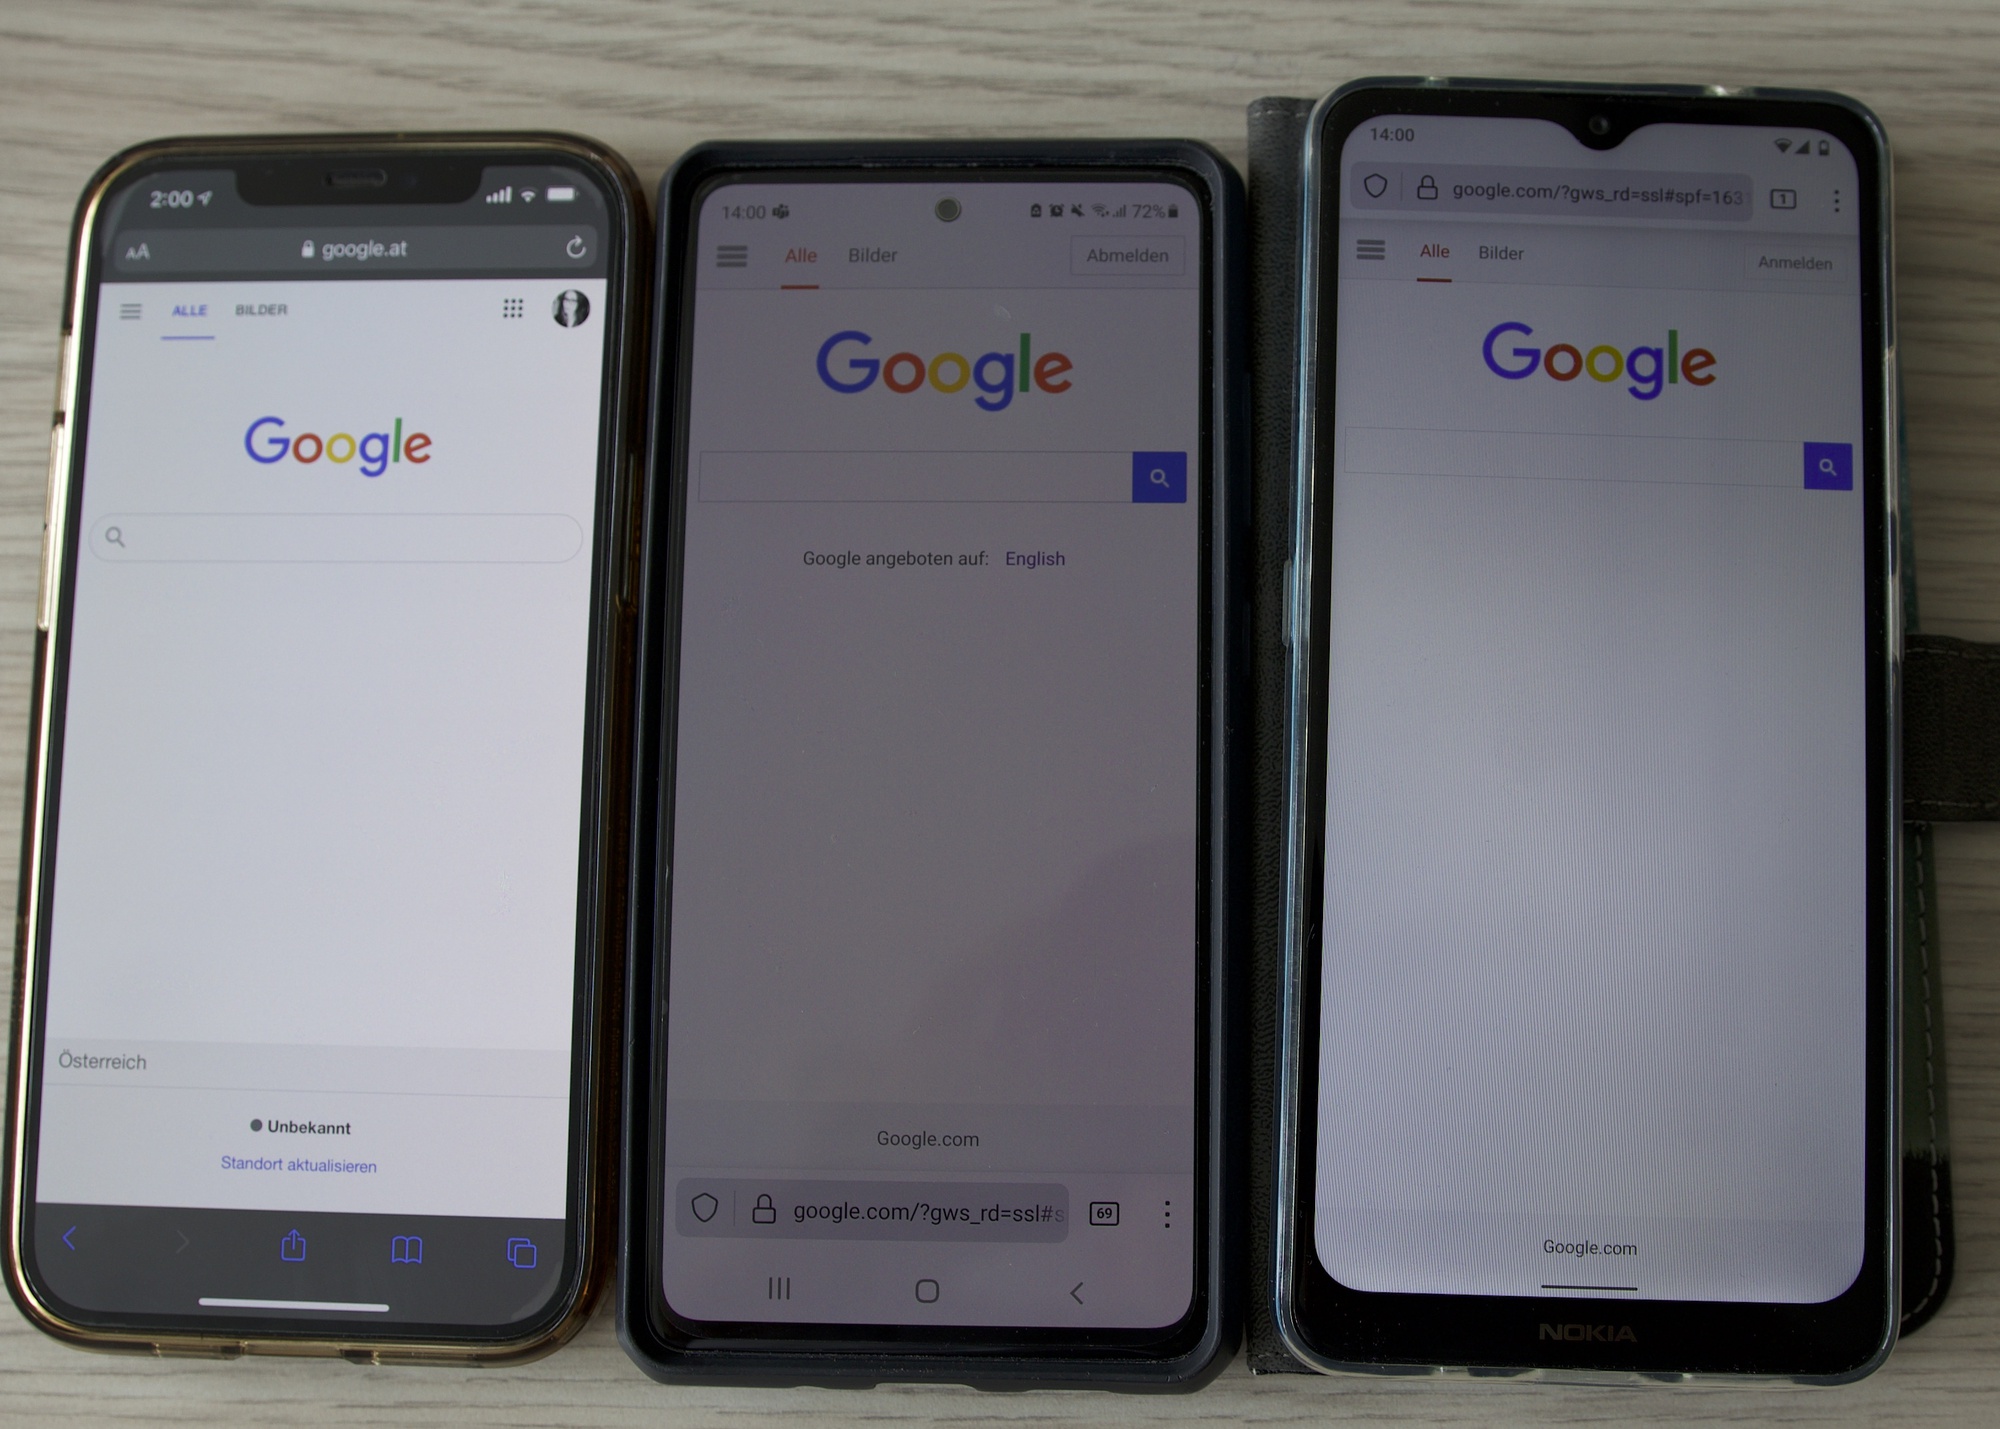 2:00
AA google.at
ALLE BILDER
Google
Österreich
Unbekannt
Standort aktualisieren
14:00 72%
Alle Bilder Abmelden
Google
Google angeboten auf: English
Google.com
google.com/?gws_rd=ssl#s
69
14:00
google.com/?gws_rd=ssl#spf=163
1
Alle Bilder Anmelden
Google
Google.com
NOKIA